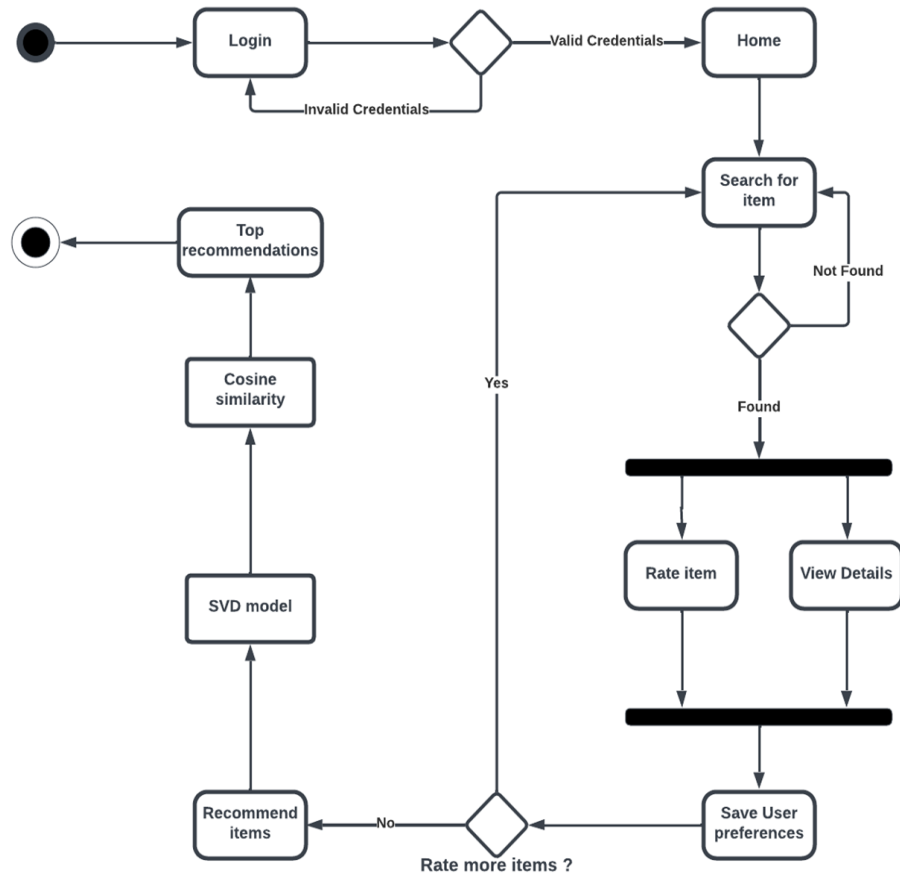 Login
Valid Credentials
Home
Invalid Credentials
Search for
item
Top
recommendations
Not Found
Cosine
similarity
Yes
Found
Rate item
View Details
SVD model
Recommend
items
No
Save User
preferences
Rate more items ?